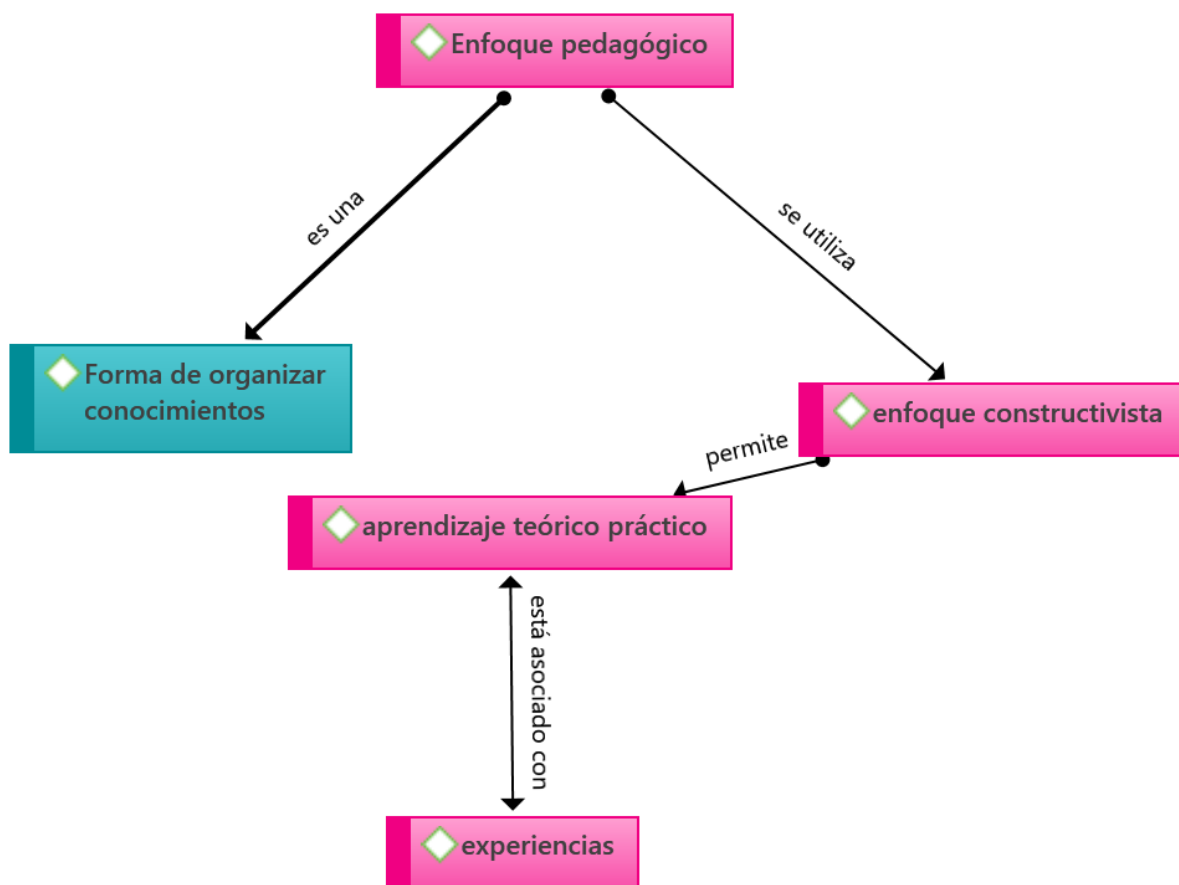 Enfoque pedagógico
es una
se utiliza
Forma de organizar
conocimientos
enfoque constructivista
permite
aprendizaje teórico práctico
está asociado con
experiencias